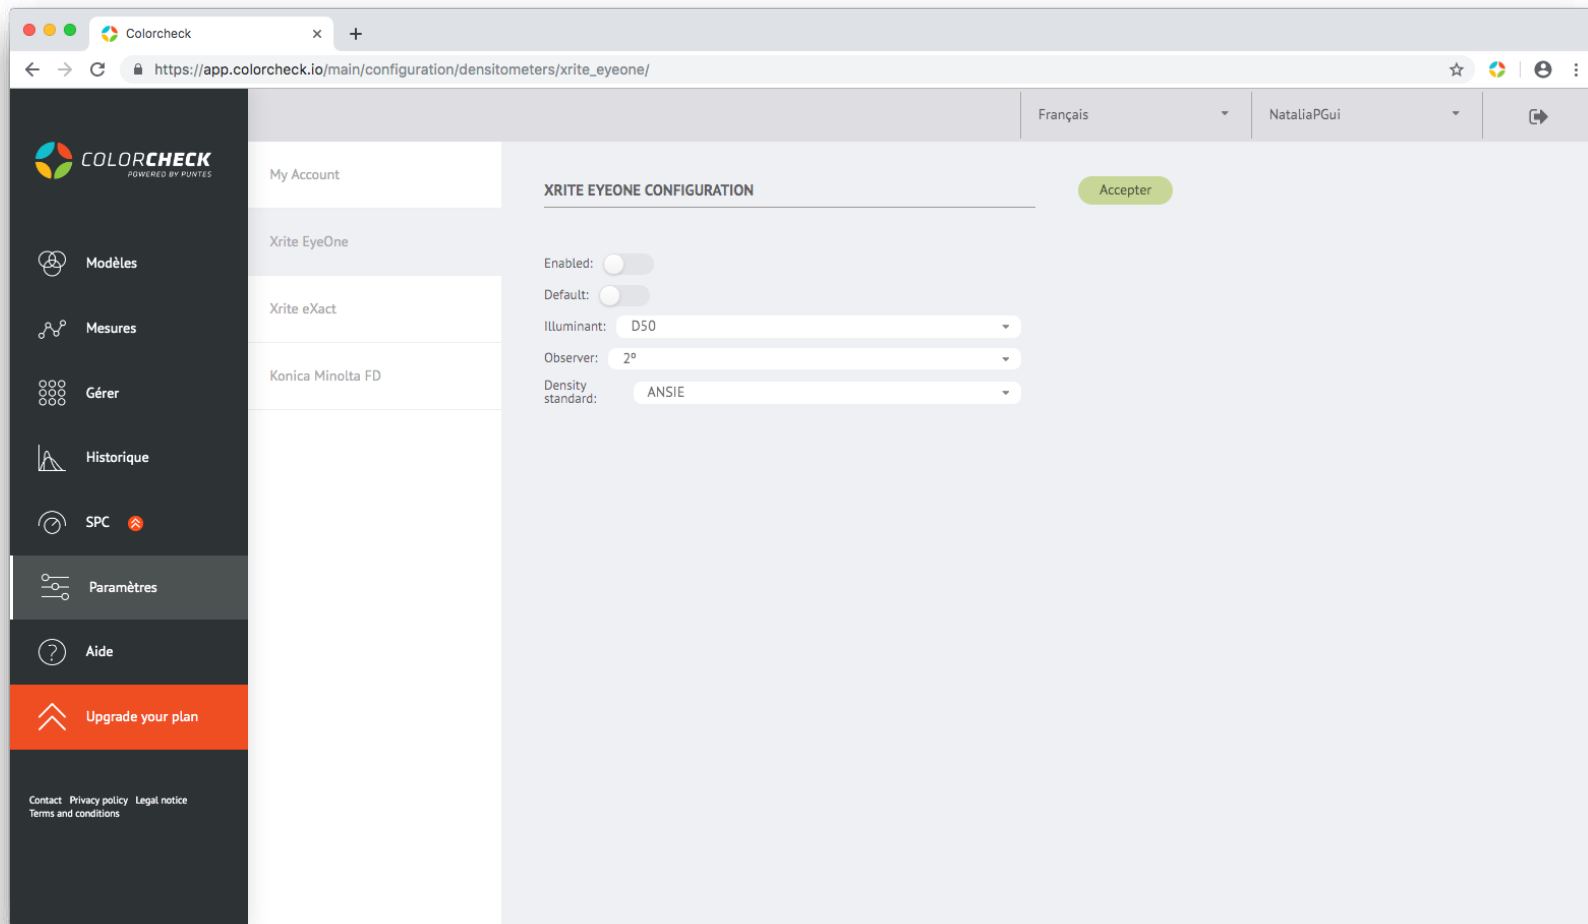 Colorcheck
https://app.colorcheck.io/main/configuration/densitometers/xrite_eyeone/
Français
NataliaPGui
COLORCHECK
POWERED BY PUNTES
Modèles
Mesures
Gérer
Historique
SPC
Paramètres
Aide
Upgrade your plan
Contact Privacy policy Legal notice
Terms and conditions
My Account
Xrite EyeOne
Xrite eXact
Konica Minolta FD
XRITE EYEONE CONFIGURATION
Accepter
Enabled:
Default:
Illuminant: D50
Observer: 2º
Density
standard: ANSIE